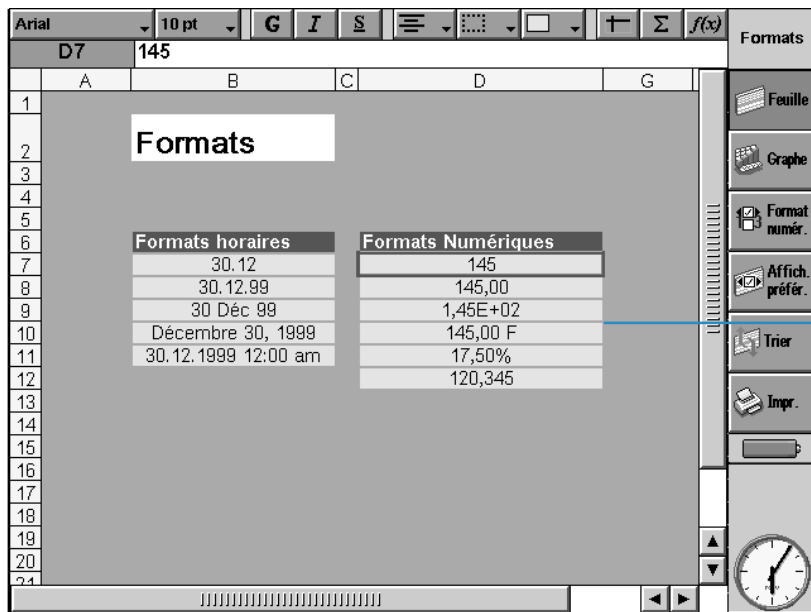 Arial 10 pt G I S Σ f(x)
Formats
D7 145
A B C D G
1
2 Formats
3
4
5
6 Formats horaires Formats Numériques
7 30.12 145
8 30.12.99 145,00
9 30 Déc 99 1,45E+02
10 Décembre 30, 1999 145,00 F
11 30.12.1999 12:00 am 17,50%
12 120,345
13
14
15
16
17
18
19
20
21
Feuille
Graphe
Format
numér.
Affich.
préfér.
Trier
Impr.